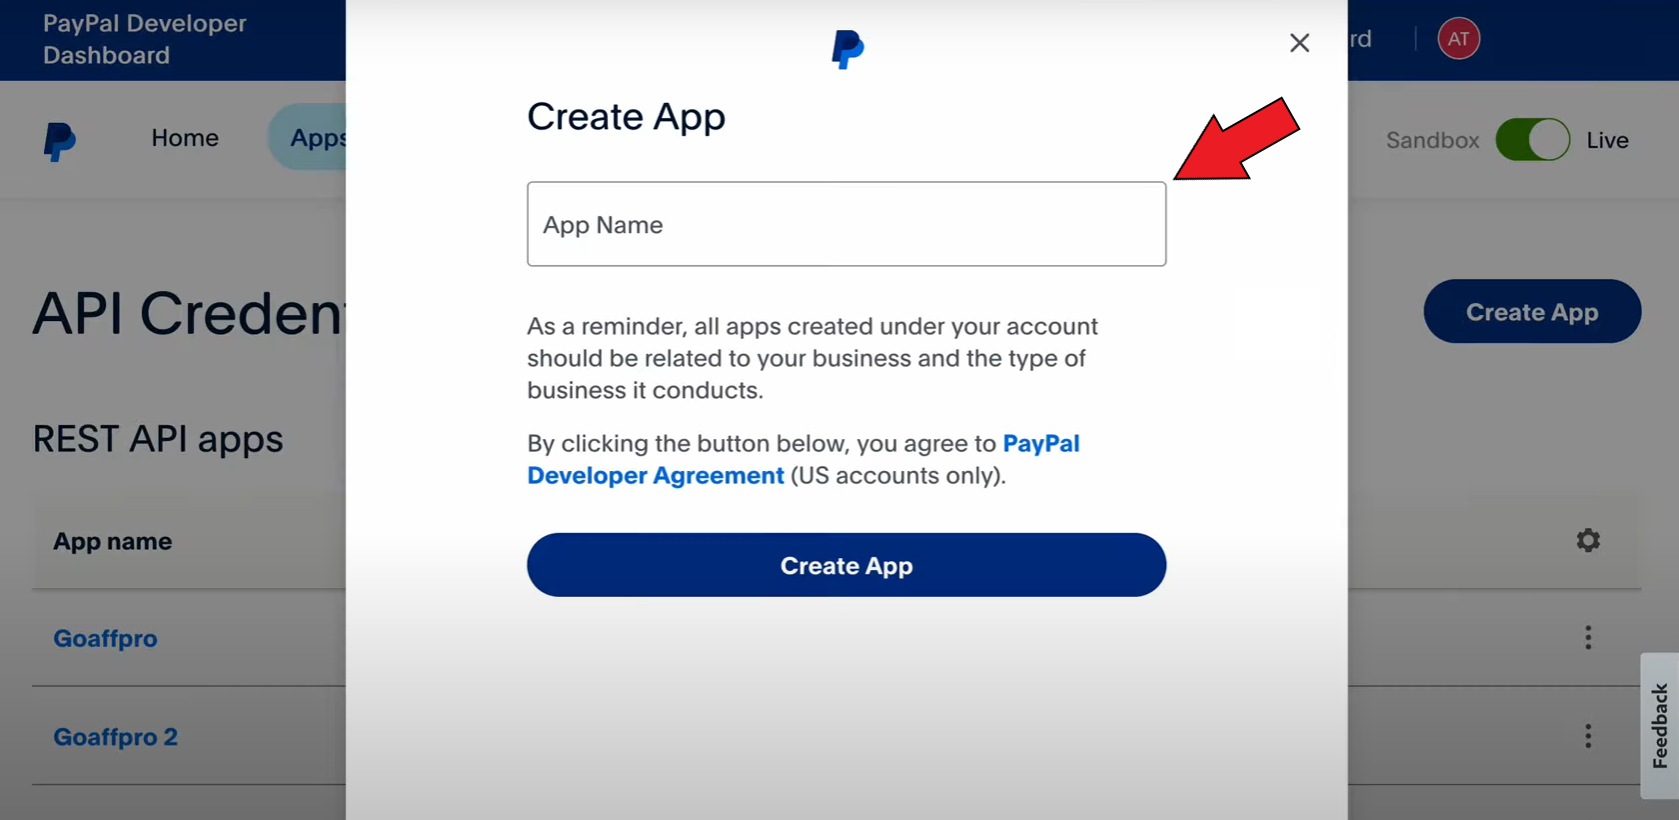 PayPal Developer
Dashboard
rd
AT
Home
Apps
Sandbox
Live
Create App
App Name
As a reminder, all apps created under your account
should be related to your business and the type of
business it conducts.
By clicking the button below, you agree to PayPal
Developer Agreement (US accounts only).
Create App
API Creden
Create App
REST API apps
App name
Goaffpro
Goaffpro 2
Feedback